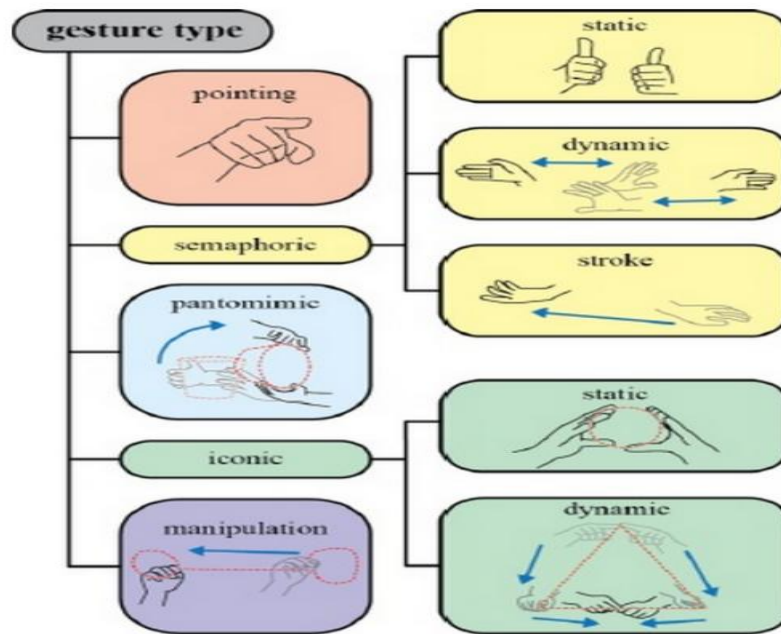 gesture type
pointing
semaphoric
pantomimic
iconic
manipulation
static
dynamic
stroke
static
dynamic